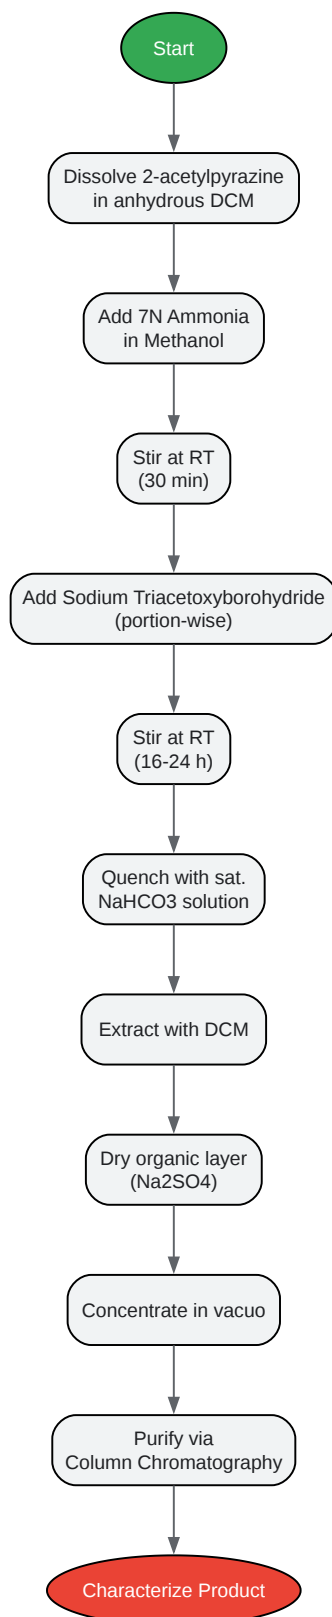 Start
Dissolve 2-acetylpyrazine
in anhydrous DCM
Add 7N Ammonia
in Methanol
Stir at RT
(30 min)
Add Sodium Triacetoxyborohydride
(portion-wise)
Stir at RT
(16-24 h)
Quench with sat.
NaHCO3 solution
Extract with DCM
Dry organic layer
(Na2SO4)
Concentrate in vacuo
Purify via
Column Chromatography
Characterize Product